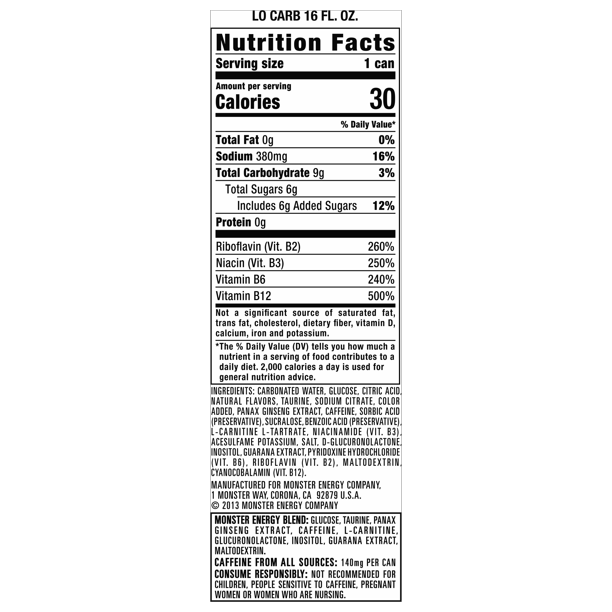 LO CARB 16 FL. OZ.
Nutrition Facts
Serving size 1 can
Amount per serving
Calories 30
% Daily Value*
Total Fat 0g 0%
Sodium 380mg 16%
Total Carbohydrate 9g 3%
Total Sugars 6g
Includes 6g Added Sugars 12%
Protein 0g
Riboflavin (Vit. B2) 260%
Niacin (Vit. B3) 250%
Vitamin B6 240%
Vitamin B12 500%
Not a significant source of saturated fat,
trans fat, cholesterol, dietary fiber, vitamin D,
calcium, iron and potassium.
*The % Daily Value (DV) tells you how much a
nutrient in a serving of food contributes to a
daily diet. 2,000 calories a day is used for
general nutrition advice.
INGREDIENTS: CARBONATED WATER, GLUCOSE, CITRIC ACID,
NATURAL FLAVORS, TAURINE, SODIUM CITRATE, COLOR
ADDED, PANAX GINSENG EXTRACT, CAFFEINE, SORBIC ACID
(PRESERVATIVE), SUCRALOSE, BENZOIC ACID (PRESERVATIVE),
L-CARNITINE L-TARTRATE, NIACINAMIDE (VIT. B3),
ACESULFAME POTASSIUM, SALT, D-GLUCURONOLACTONE,
INOSITOL, GUARANA EXTRACT, PYRIDOXINE HYDROCHLORIDE
(VIT. B6), RIBOFLAVIN (VIT. B2), MALTODEXTRIN,
CYANOCOBALAMIN (VIT. B12).
MANUFACTURED FOR MONSTER ENERGY COMPANY,
1 MONSTER WAY, CORONA, CA 92879 U.S.A.
© 2013 MONSTER ENERGY COMPANY
MONSTER ENERGY BLEND: GLUCOSE, TAURINE, PANAX
GINSENG EXTRACT, CAFFEINE, L-CARNITINE,
GLUCURONOLACTONE, INOSITOL, GUARANA EXTRACT,
MALTODEXTRIN.
CAFFEINE FROM ALL SOURCES: 140mg PER CAN
CONSUME RESPONSIBLY: NOT RECOMMENDED FOR
CHILDREN, PEOPLE SENSITIVE TO CAFFEINE, PREGNANT
WOMEN OR WOMEN WHO ARE NURSING.